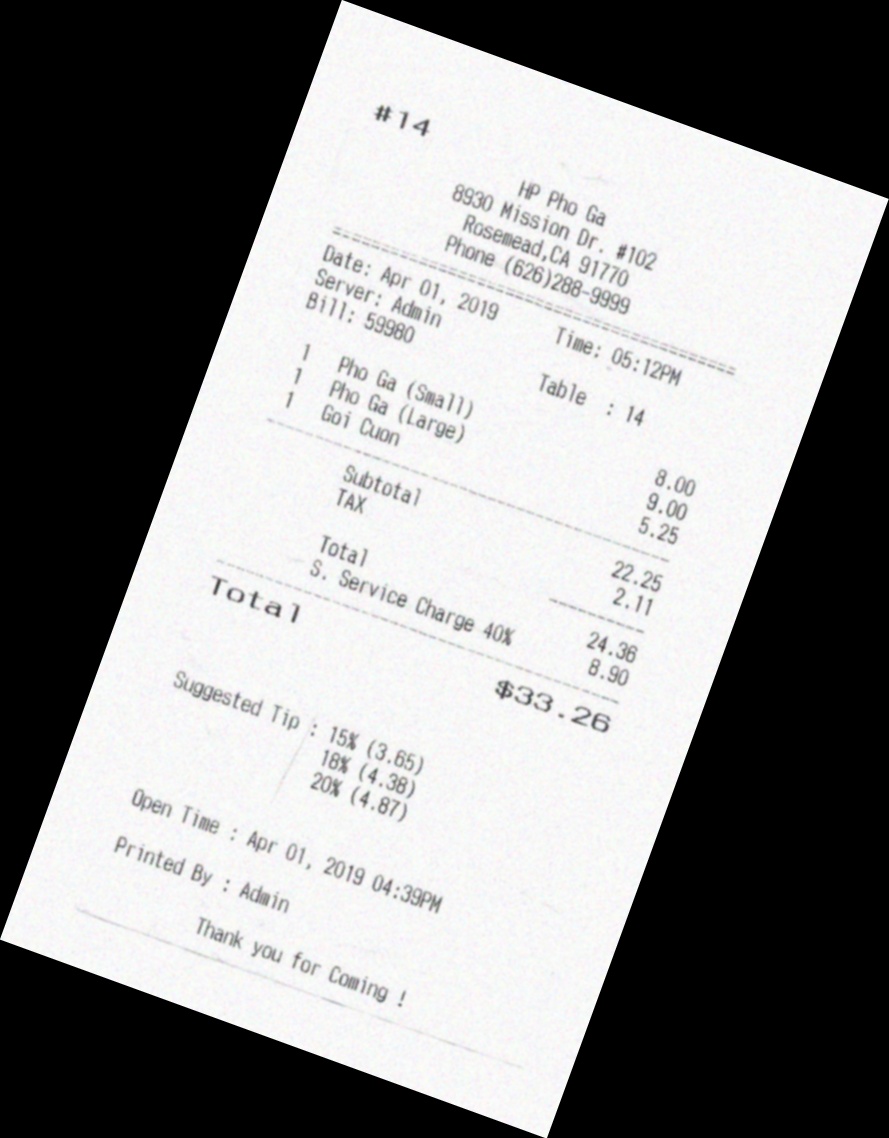 #14
HP Pho Ga
8930 Mission Dr. #102
Rosemead,CA 91770
Phone (626)288-9999
Date: Apr 01, 2019 Time: 05:12PM
Server: Admin
Bill: 59980 Table : 14
1 Pho Ga (Small) 8.00
1 Pho Ga (Large) 9.00
1 Goi Cuon 5.25
Subtotal 22.25
TAX 2.11
Total 24.36
S. Service Charge 40% 8.90
Total $33.26
Suggested Tip : 15% (3.65)
18% (4.38)
20% (4.87)
Open Time : Apr 01, 2019 04:39PM
Printed By : Admin
Thank you for Coming !